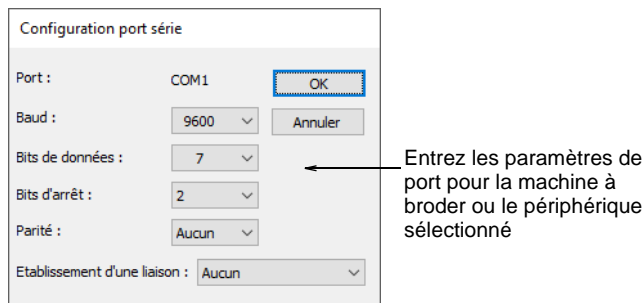 Configuration port série
Port : COM1 OK
Baud : 9600 Annuler
Bits de données : 7
Bits d'arrêt : 2
Parité : Aucun
Etablissement d'une liaison : Aucun
Entrez les paramètres de
port pour la machine à
broder ou le périphérique
sélectionné